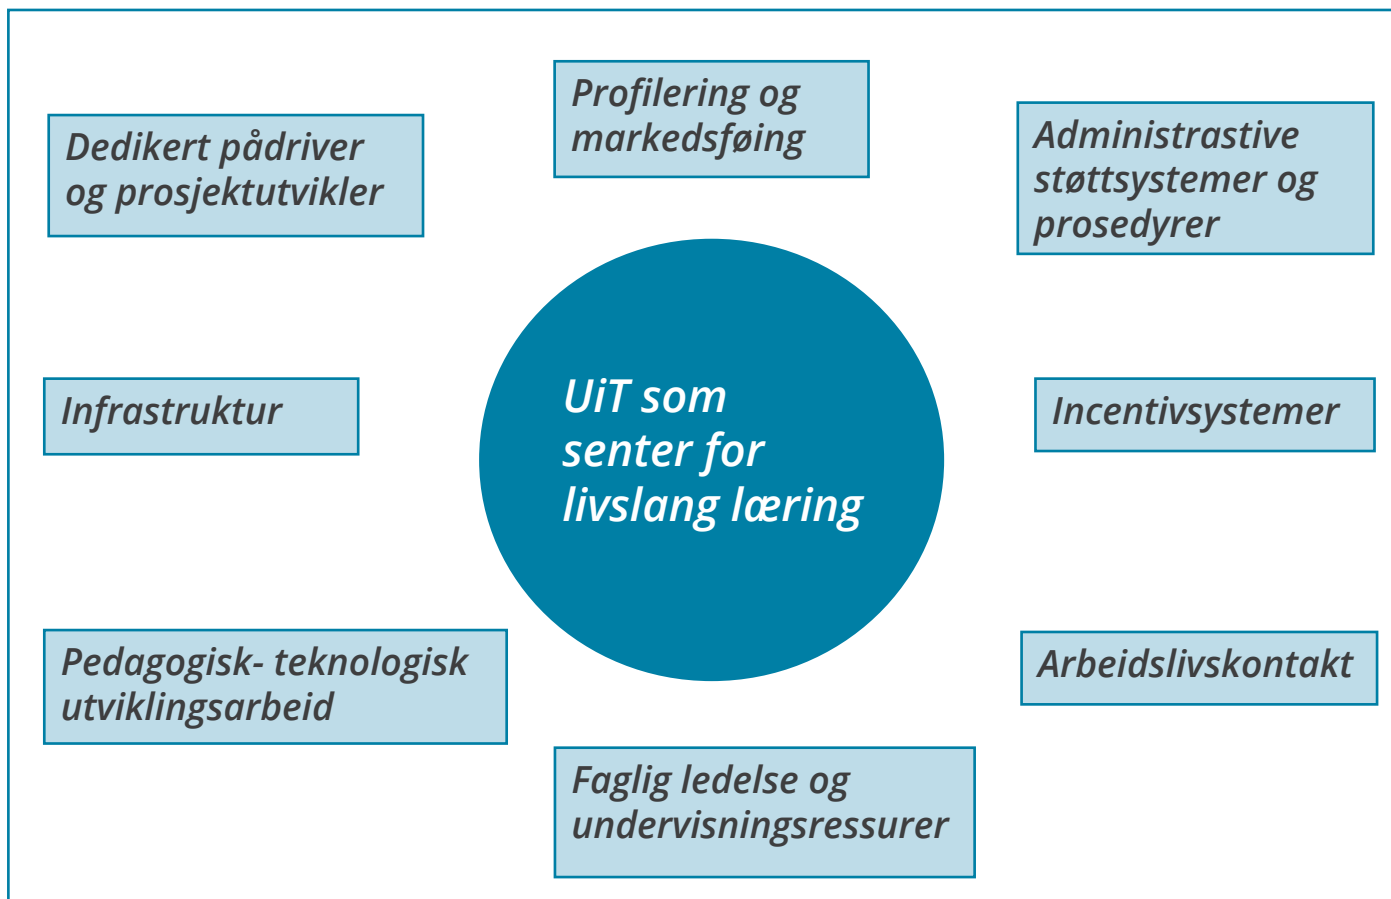 Profilering og
markedsføing
Dedikert pådriver
og prosjektutvikler
Administrastive
støttsystemer og
prosedyrer
Infrastruktur
UiT som
senter for
livslang læring
Incentivsystemer
Pedagogisk- teknologisk
utviklingsarbeid
Arbeidslivskontakt
Faglig ledelse og
undervisningsressurer